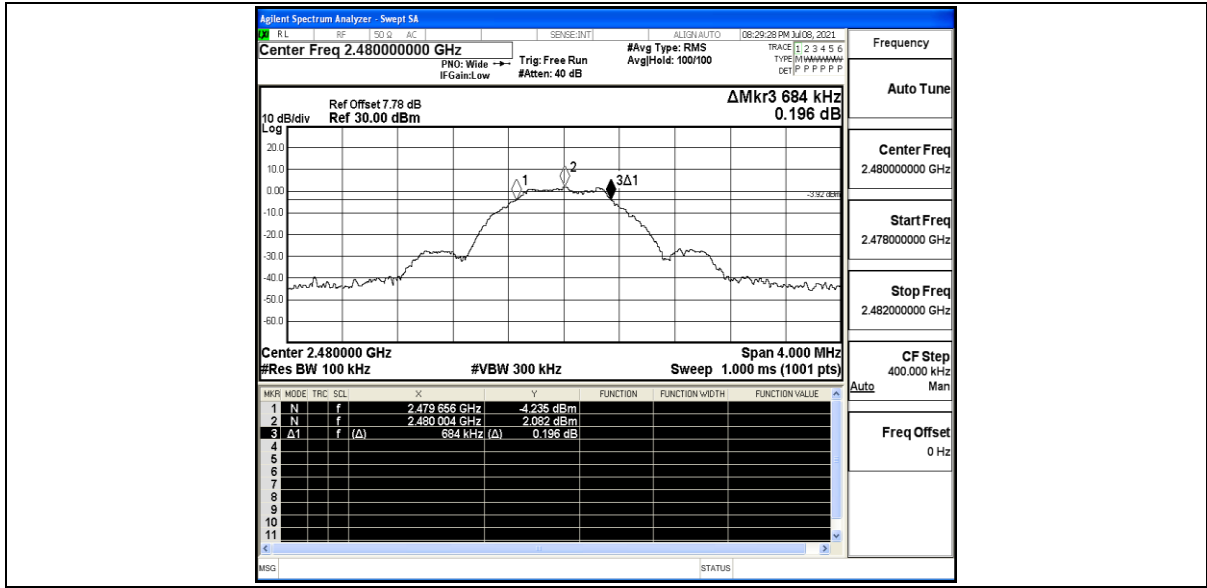 Agilent Spectrum Analyzer - Swept SA
RL RF 50 Ω AC SENSE:INT ALIGNAUTO 08:29:28 PM Jul 08, 2021
Center Freq 2.480000000 GHz
PNO: Wide
IFGain:Low
Trig: Free Run
#Atten: 40 dB
#Avg Type: RMS
Avg|Hold: 100/100
TRACE 1 2 3 4 5 6
TYPE MWWWWW
DET P P P P P P
Frequency
ΔMkr3 684 kHz
0.196 dB
Ref Offset 7.78 dB
10 dB/div Ref 30.00 dBm
Log
20.0
10.0
0.00
-10.0
-20.0
-30.0
-40.0
-50.0
-60.0
1
2
3Δ1
-3.92 dBm
Center 2.480000 GHz Span 4.000 MHz
#Res BW 100 kHz #VBW 300 kHz Sweep 1.000 ms (1001 pts)
MKR MODE TRC SCL X Y FUNCTION FUNCTION WIDTH FUNCTION VALUE
1 N f 2.479 656 GHz -4.235 dBm
2 N f 2.480 004 GHz 2.082 dBm
3 Δ1 f (Δ) 684 kHz (Δ) 0.196 dB
4
5
6
7
8
9
10
11
MSG STATUS
Auto Tune
Center Freq
2.480000000 GHz
Start Freq
2.478000000 GHz
Stop Freq
2.482000000 GHz
CF Step
400.000 kHz
Auto Man
Freq Offset
0 Hz